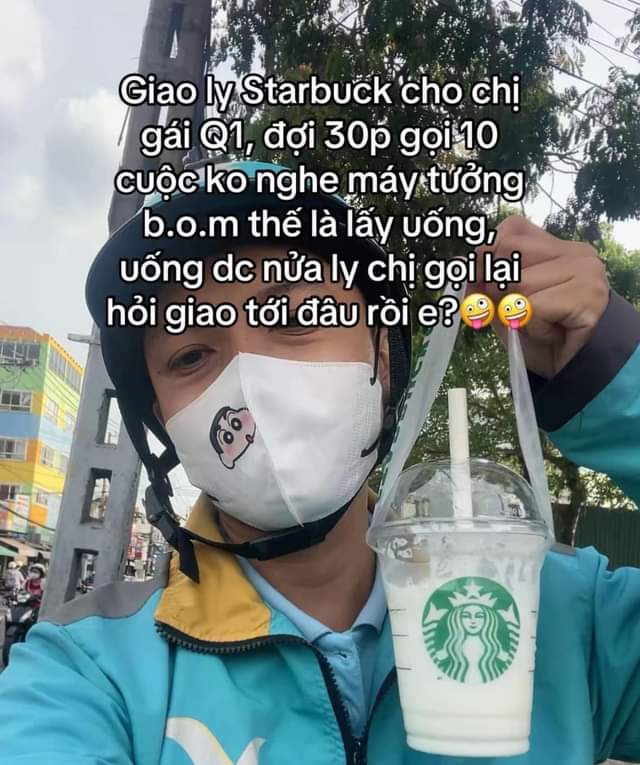 Giao ly Starbuck cho chị
gái Q1, đợi 30p gọi 10
cuộc ko nghe máy tưởng
b.o.m thế là lấy uống,
uống dc nửa ly chị gọi lại
hỏi giao tới đâu rồi e?🤪🤪